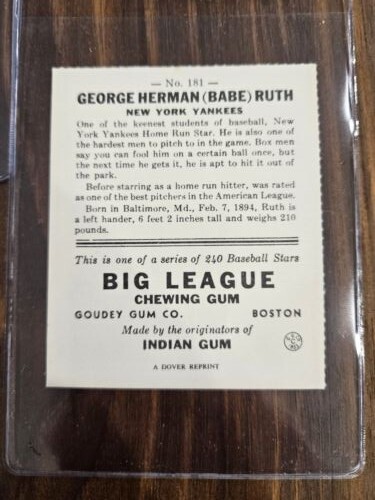 — No. 181 —
GEORGE HERMAN (BABE) RUTH
NEW YORK YANKEES
One of the keenest students of baseball, New
York Yankees Home Run Star. He is also one of
the hardest men to pitch to in the game. Box men
say you can fool him on a certain ball once, but
the next time he gets it, he is apt to hit it out of
the park.
Before starring as a home run hitter, was rated
as one of the best pitchers in the American League.
Born in Baltimore, Md., Feb. 7, 1894, Ruth is
a left hander, 6 feet 2 inches tall and weighs 210
pounds.
This is one of a series of 240 Baseball Stars
BIG LEAGUE
CHEWING GUM
GOUDEY GUM CO. BOSTON
Made by the originators of
INDIAN GUM
A DOVER REPRINT